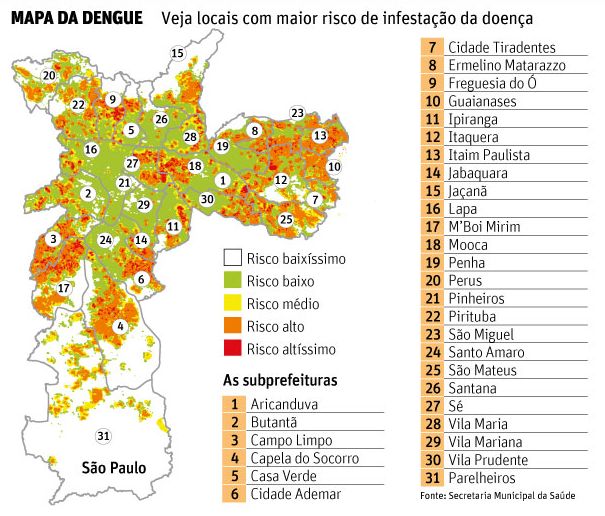 MAPA DA DENGUE Veja locais com maior risco de infestação da doença
15
20
22
9
26
5
28
16
27
18
19
8
23
13
10
1
12
2
21
29
30
7
25
11
3
24
14
6
17
4
31
São Paulo
Risco baixíssimo
Risco baixo
Risco médio
Risco alto
Risco altíssimo
As subprefeituras
1 Aricanduva
2 Butantã
3 Campo Limpo
4 Capela do Socorro
5 Casa Verde
6 Cidade Ademar
7 Cidade Tiradentes
8 Ermelino Matarazzo
9 Freguesia do Ó
10 Guaianases
11 Ipiranga
12 Itaquera
13 Itaim Paulista
14 Jabaquara
15 Jaçanã
16 Lapa
17 M'Boi Mirim
18 Mooca
19 Penha
20 Perus
21 Pinheiros
22 Pirituba
23 São Miguel
24 Santo Amaro
25 São Mateus
26 Santana
27 Sé
28 Vila Maria
29 Vila Mariana
30 Vila Prudente
31 Parelheiros
Fonte: Secretaria Municipal da Saúde